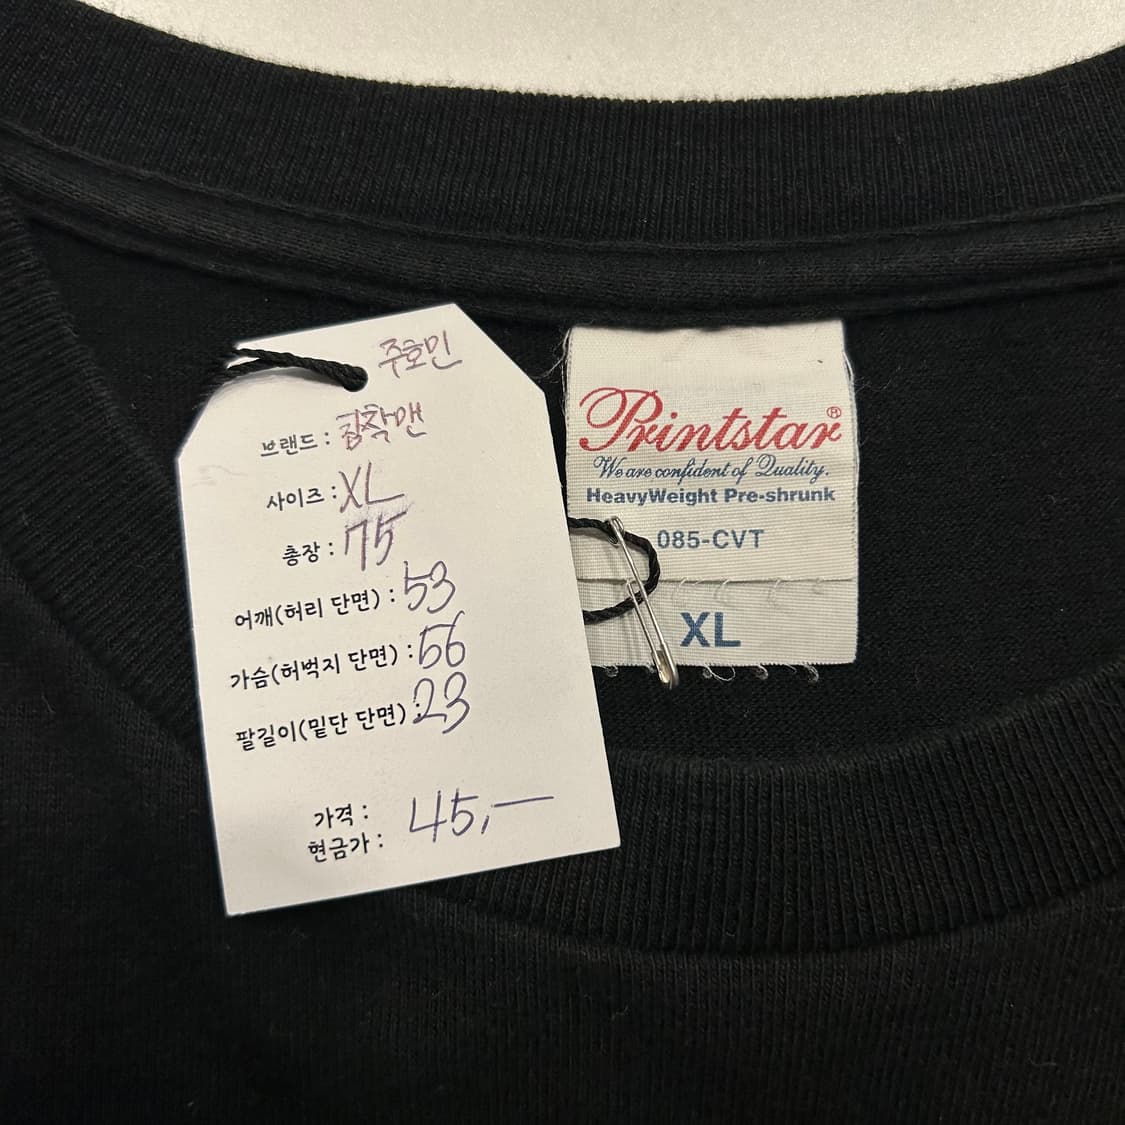 주호민
브랜드 : 집착맨
사이즈 : XL
총장 : 75
어깨(허리 단면) : 53
가슴(허벅지 단면) : 56
팔길이(밑단 단면) : 23
가격 :
현금가 : 45,—
Printstar®
We are confident of Quality.
HeavyWeight Pre-shrunk
085-CVT
XL